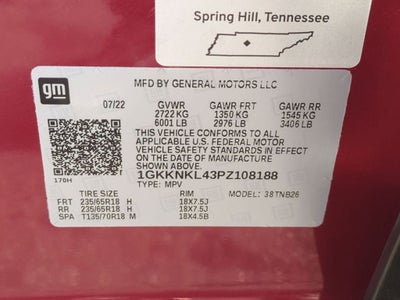 Spring Hill, Tennessee
gm
MFD BY GENERAL MOTORS LLC
07/22 GVWR GAWR FRT GAWR RR
2722 KG 1350 KG 1545 KG
6001 LB 2976 LB 3406 LB
THIS VEHICLE CONFORMS TO ALL
APPLICABLE U.S. FEDERAL MOTOR
VEHICLE SAFETY STANDARDS IN EFFECT
ON THE DATE OF MANUFACTURE
SHOWN ABOVE.
176H
1GKKNKL43PZ108188
TYPE: MPV
TIRE SIZE RIM MODEL: 38TNB26
FRT 235/65R18 H 18X7.5J
RR 235/65R18 H 18X7.5J
SPA T135/70R18 M 18X4.5B